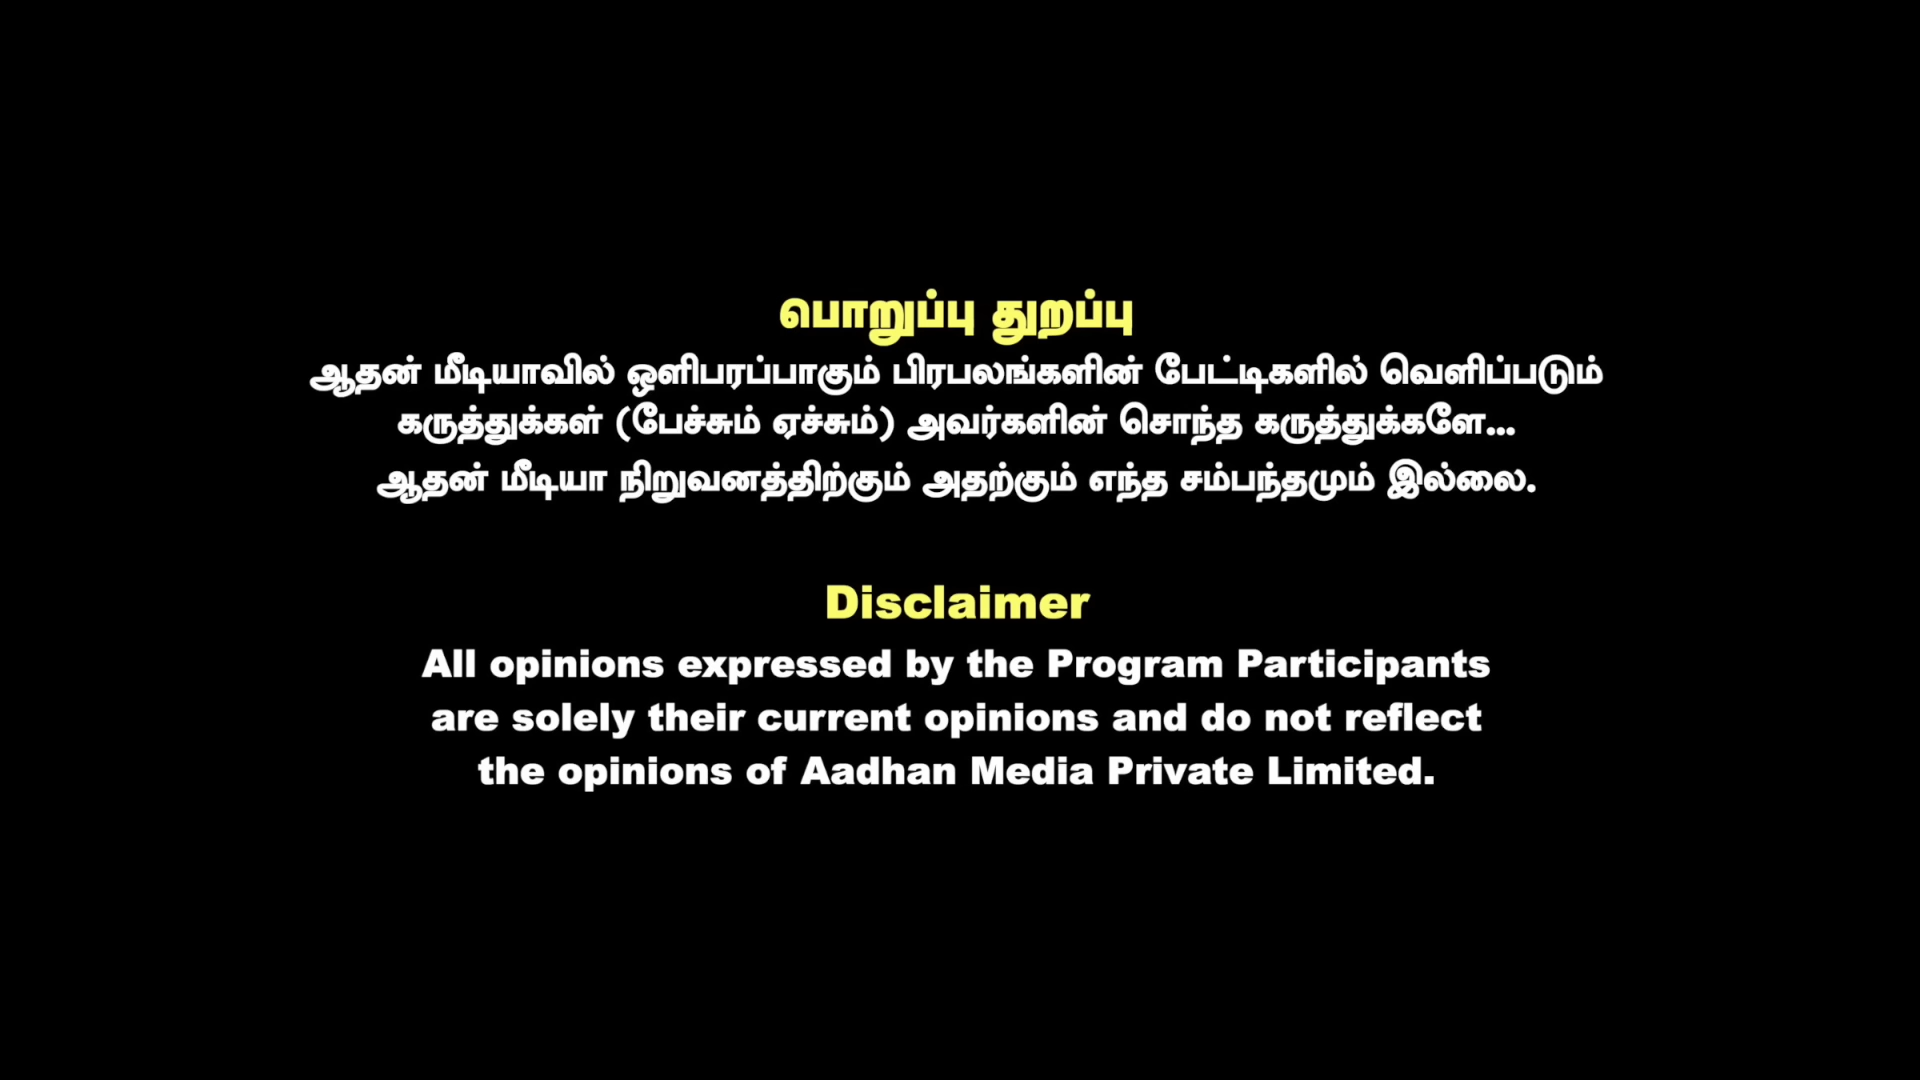 பொறுப்பு துறப்பு
ஆதன் மீடியாவில் ஒளிபரப்பாகும் பிரபலங்களின் பேட்டிகளில் வெளிப்படும்
கருத்துக்கள் (பேச்சும் ஏச்சும்) அவர்களின் சொந்த கருத்துக்களே...
ஆதன் மீடியா நிறுவனத்திற்கும் அதற்கும் எந்த சம்பந்தமும் இல்லை.
Disclaimer
All opinions expressed by the Program Participants
are solely their current opinions and do not reflect
the opinions of Aadhan Media Private Limited.